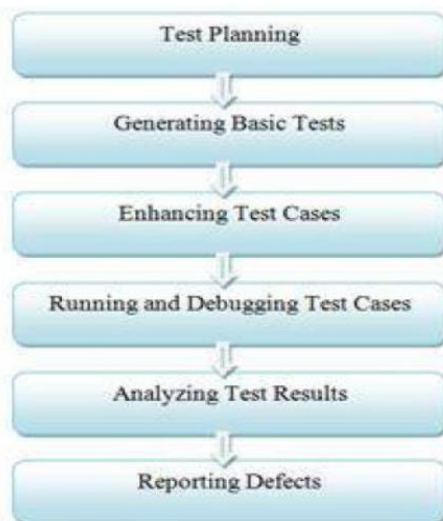 Test Planning
Generating Basic Tests
Enhancing Test Cases
Running and Debugging Test Cases
Analyzing Test Results
Reporting Defects